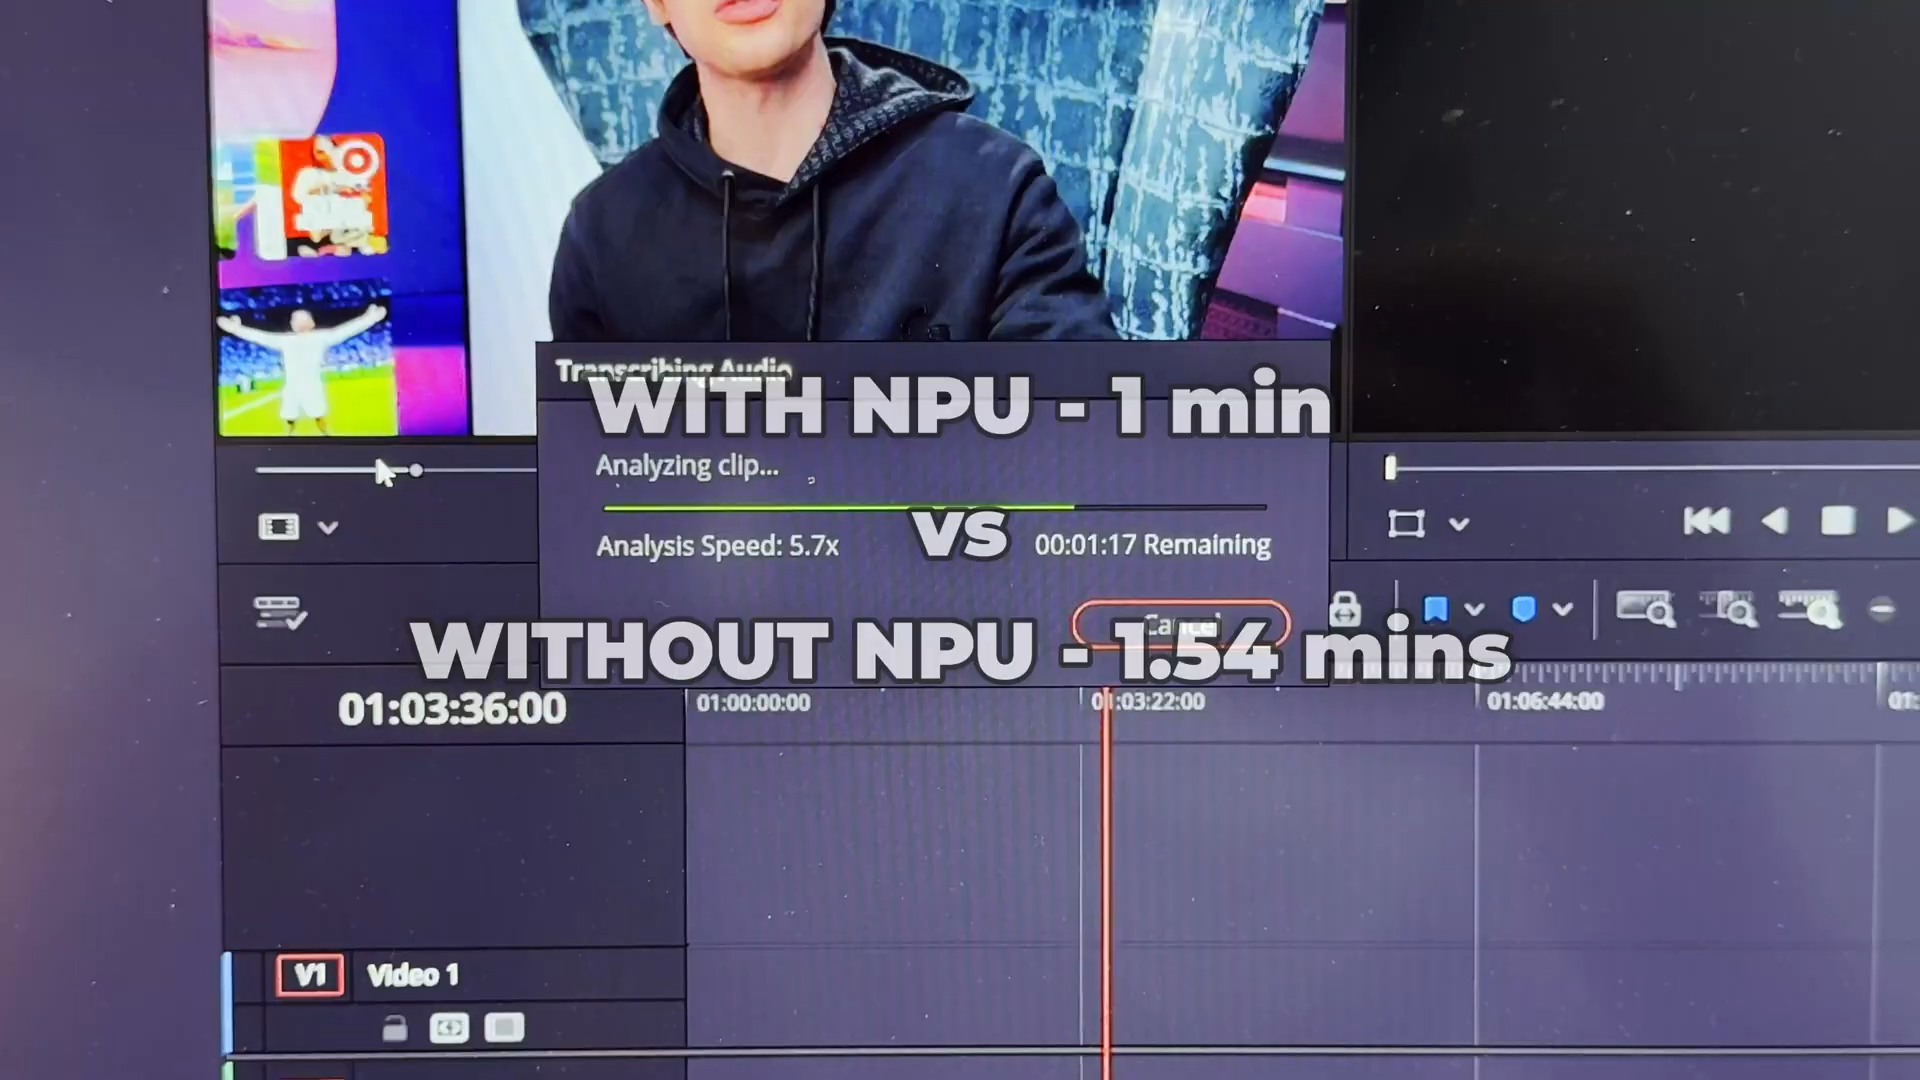 Transcribing Audio
WITH NPU - 1 min
Analyzing clip...
vs
Analysis Speed: 5.7x
00:01:17 Remaining
Cancel
WITHOUT NPU - 1.54 mins
01:03:36:00
01:00:00:00
01:03:22:00
01:06:44:00
01:
V1
Video 1